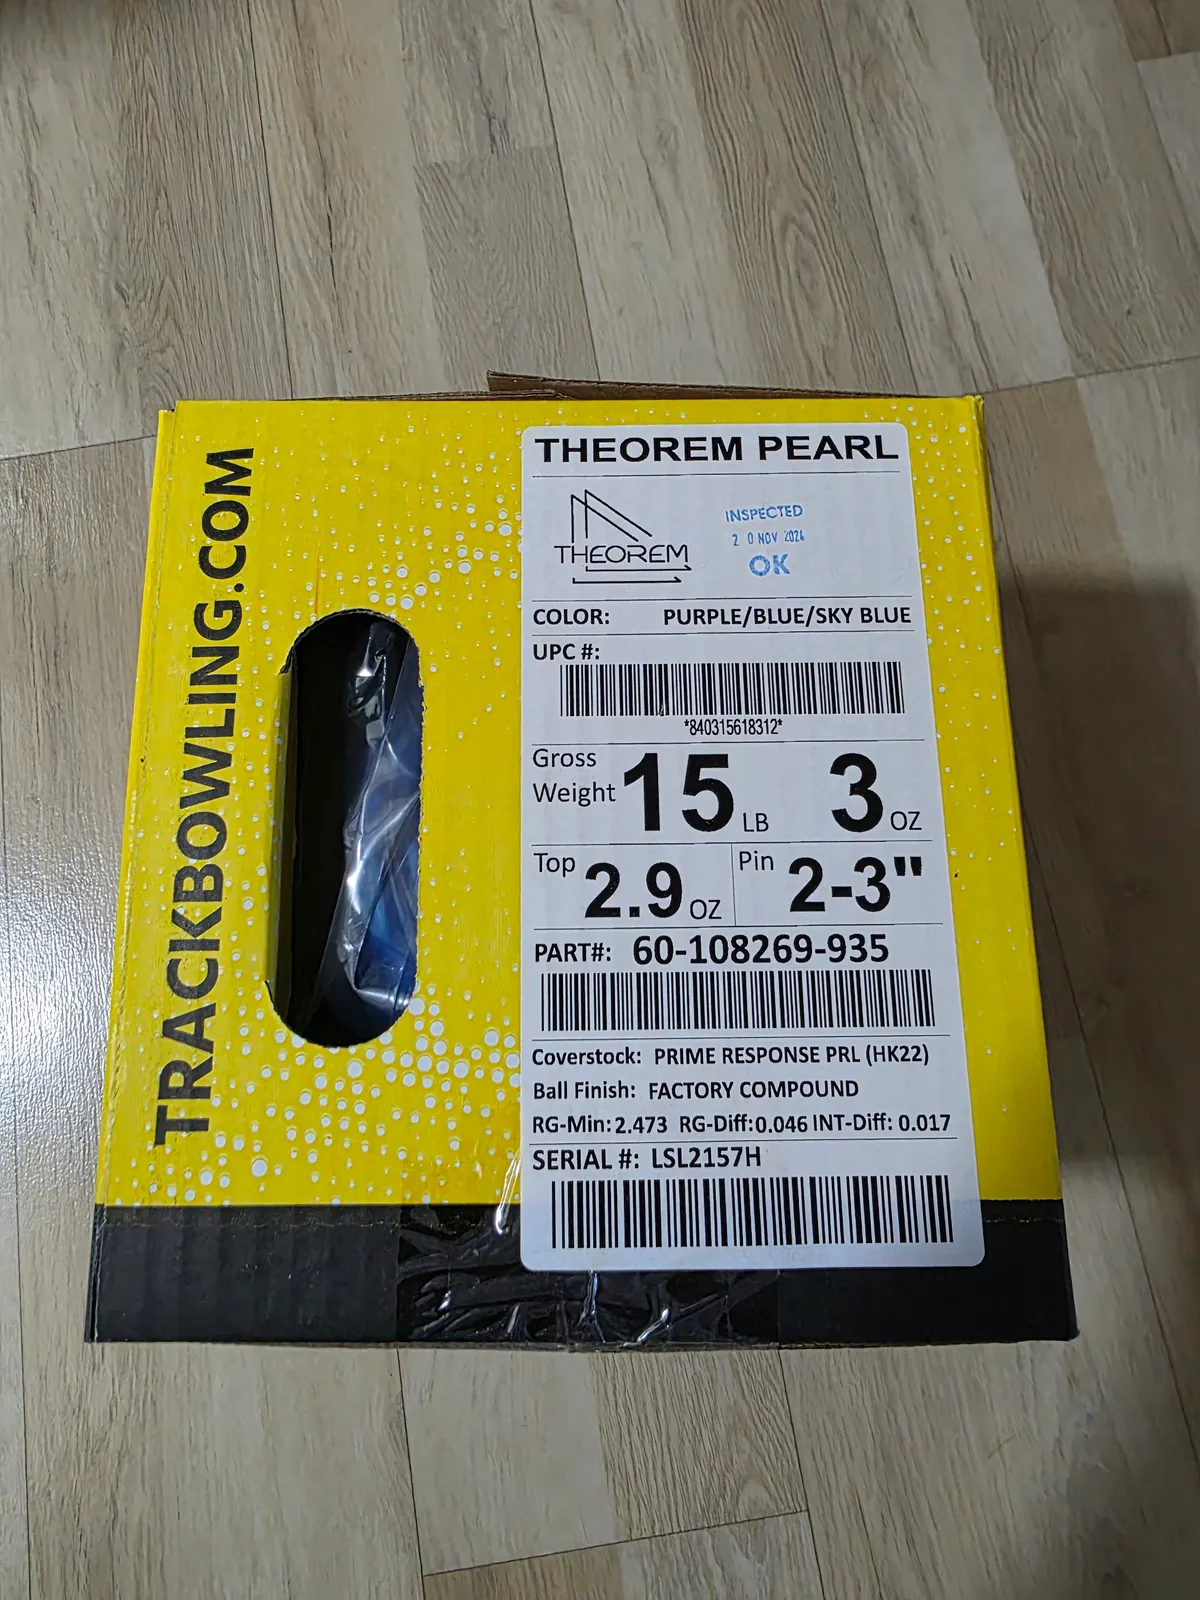 TRACKBOWLING.COM
THEOREM PEARL
THEOREM
INSPECTED
20 NOV 2024
OK
COLOR: PURPLE/BLUE/SKY BLUE
UPC #:
*840315618312*
Gross Weight 15 LB 3 OZ
Top 2.9 OZ Pin 2-3"
PART#: 60-108269-935
Coverstock: PRIME RESPONSE PRL (HK22)
Ball Finish: FACTORY COMPOUND
RG-Min: 2.473 RG-Diff: 0.046 INT-Diff: 0.017
SERIAL #: LSL2157H